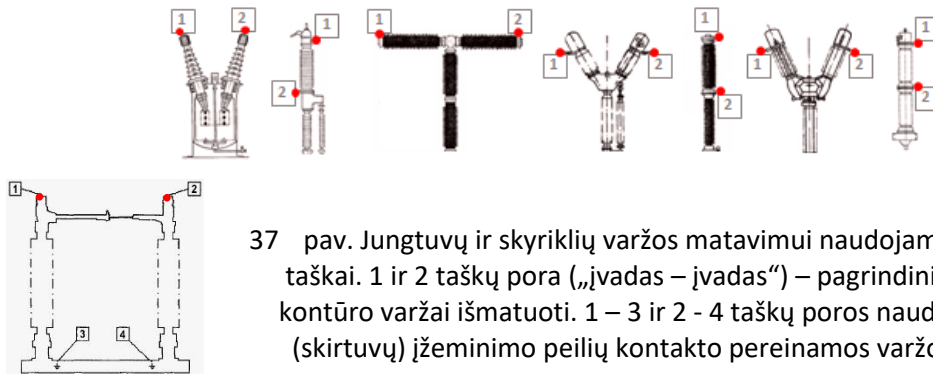 1 2 1 1 2 1 1
1 2 1 2
2 2 2
1 2
37 pav. Jungtuvų ir skyriklių varžos matavimui naudojam
taškai. 1 ir 2 taškų pora („įvadas – įvadas“) – pagrindini
kontūro varžai išmatuoti. 1 – 3 ir 2 - 4 taškų poros naud
(skirtuvų) įžeminimo peilių kontakto pereinamos varžo
3 4